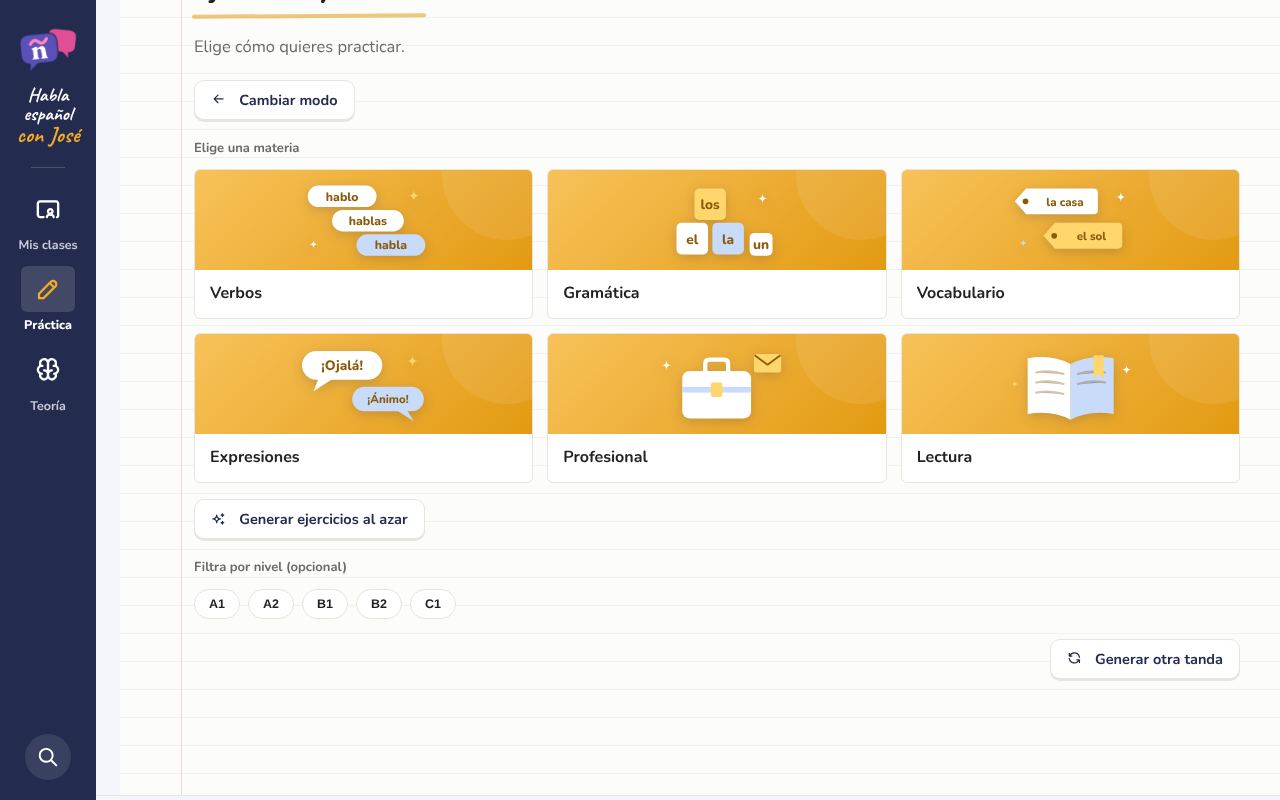 ñ
Habla
español
con José
Mis clases
Práctica
Teoría
Elige cómo quieres practicar.
Cambiar modo
Elige una materia
hablo
hablas
habla
Verbos
los
el
la
un
Gramática
la casa
el sol
Vocabulario
¡Ojalá!
¡Ánimo!
Expresiones
Profesional
Lectura
Generar ejercicios al azar
Filtra por nivel (opcional)
A1 A2 B1 B2 C1
Generar otra tanda